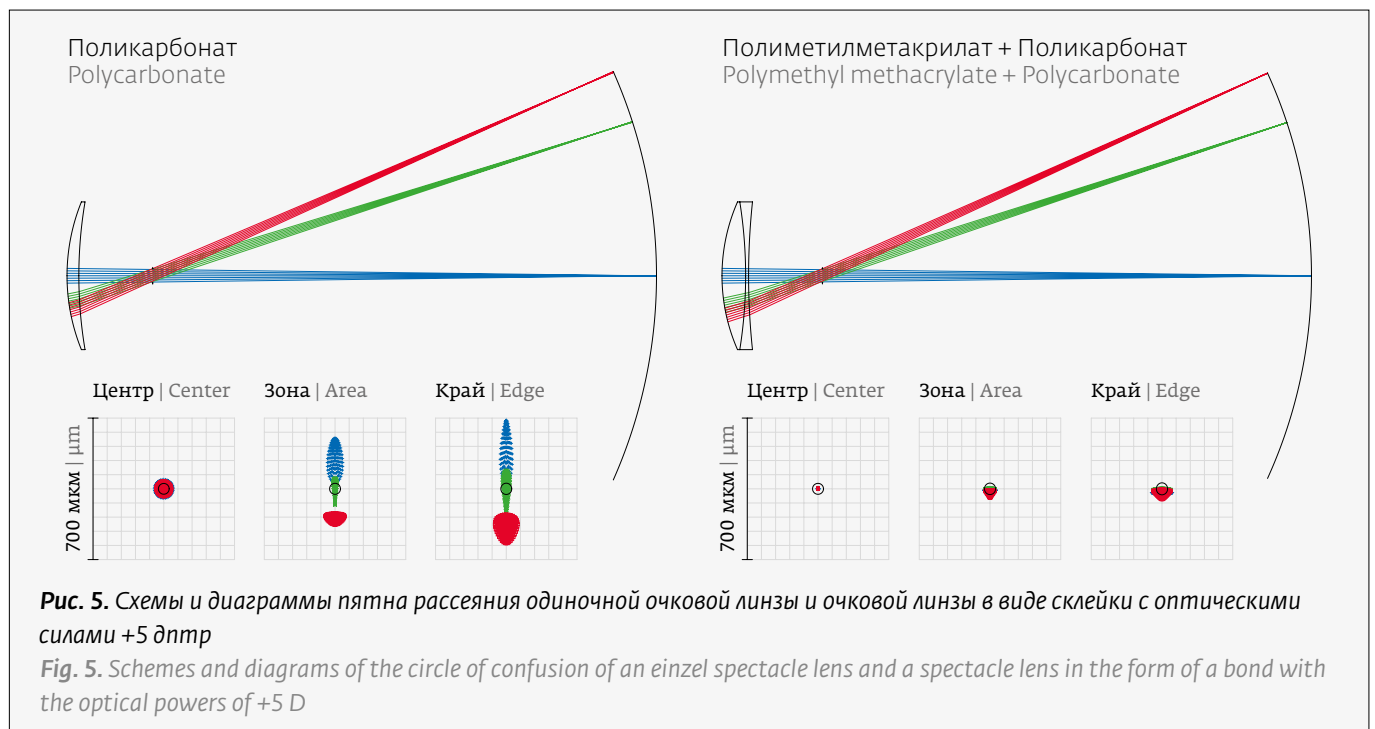 Поликарбонат
Polycarbonate
Полиметилметакрилат + Поликарбонат
Polymethyl methacrylate + Polycarbonate
Центр | Center
Зона | Area
Край | Edge
700 мкм | µm
Центр | Center
Зона | Area
Край | Edge
700 мкм | µm
Рис. 5. Схемы и диаграммы пятна рассеяния одиночной очковой линзы и очковой линзы в виде склейки с оптическими
силами +5 дптр
Fig. 5. Schemes and diagrams of the circle of confusion of an einzel spectacle lens and a spectacle lens in the form of a bond with
the optical powers of +5 D